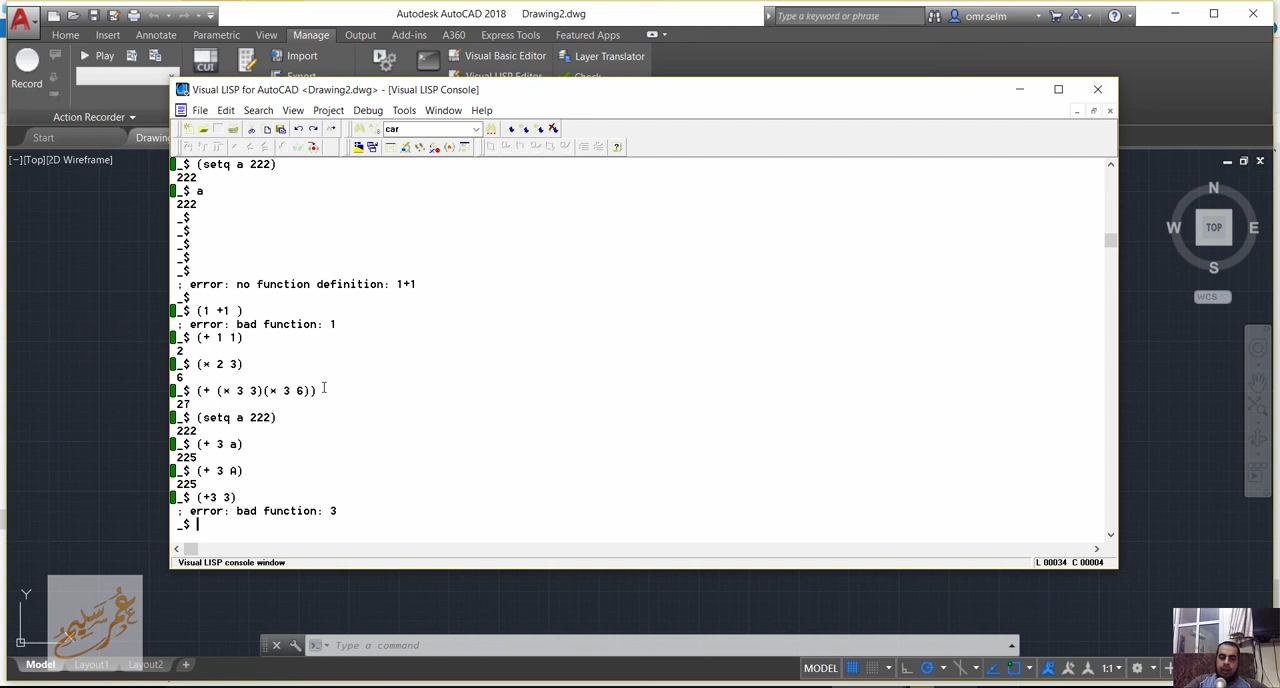 Autodesk AutoCAD 2018 Drawing2.dwg
Type a keyword or phrase
omr.selm
Home Insert Annotate Parametric View Manage Output Add-ins A360 Express Tools Featured Apps
Play
Record
CUI
Import
Visual Basic Editor
Layer Translator
Action Recorder
Visual LISP for AutoCAD <Drawing2.dwg> - [Visual LISP Console]
File Edit Search View Project Debug Tools Window Help
Start
car
[−][Top][2D Wireframe]
_$ (setq a 222)
222
_$ a
222
_$
_$
_$
_$
_$
; error: no function definition: 1+1
_$
_$ (1 +1 )
; error: bad function: 1
_$ (+ 1 1)
2
_$ (* 2 3)
6
_$ (+ (* 3 3)(* 3 6))
27
_$ (setq a 222)
222
_$ (+ 3 a)
225
_$ (+ 3 A)
225
_$ (+3 3)
; error: bad function: 3
_$
Visual LISP console window
L 00034 C 00004
N
W TOP E
S
WCS
Y
عُمَر سَلِيم
Type a command
Model Layout1 Layout2 +
MODEL
1:1